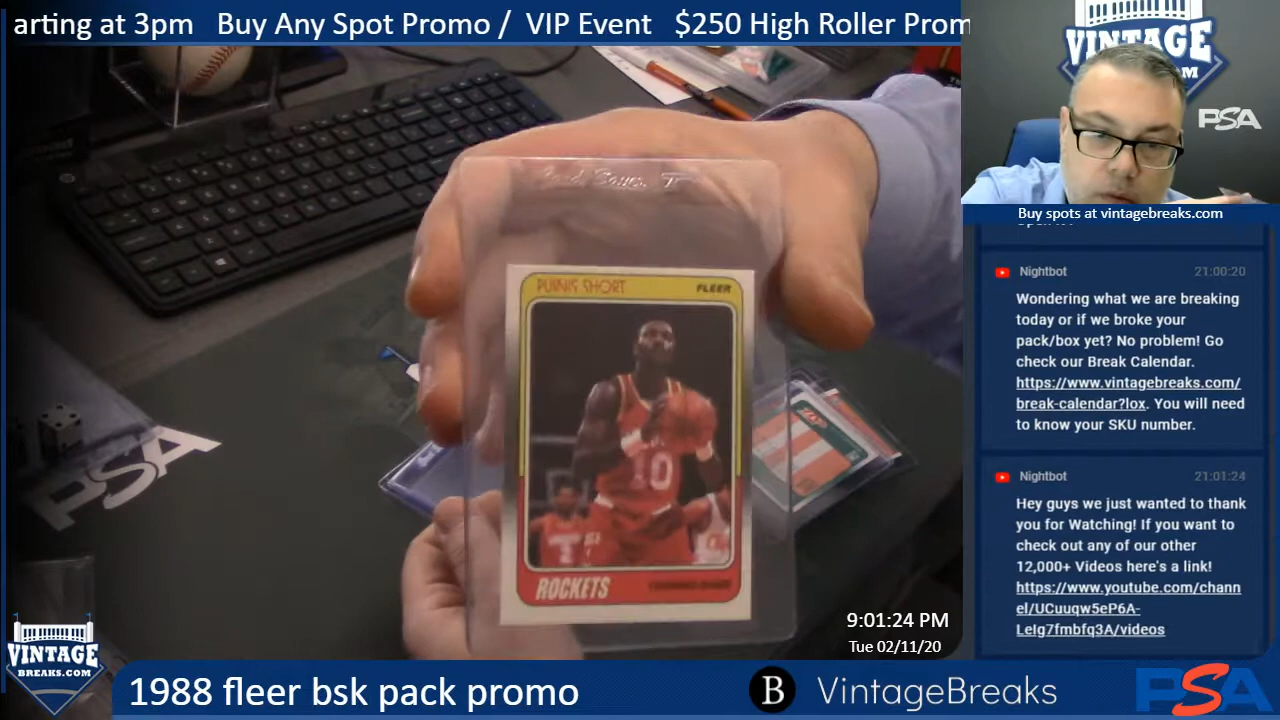 arting at 3pm Buy Any Spot Promo / VIP Event $250 High Roller Prom
VINTAGE
M
PSA
Buy spots at vintagebreaks.com
Nightbot 21:00:20
Wondering what we are breaking
today or if we broke your
pack/box yet? No problem! Go
check our Break Calendar.
https://www.vintagebreaks.com/
break-calendar?lox. You will need
to know your SKU number.
Nightbot 21:01:24
Hey guys we just wanted to thank
you for Watching! If you want to
check out any of our other
12,000+ Videos here's a link!
https://www.youtube.com/chann
el/UCuuqw5eP6A-
LeIg7fmbfq3A/videos
Card Saver
PURVIS SHORT FLEER
10
ROCKETS
PSA
9:01:24 PM
Tue 02/11/20
VINTAGE
BREAKS.COM
1988 fleer bsk pack promo
B VintageBreaks
PSA